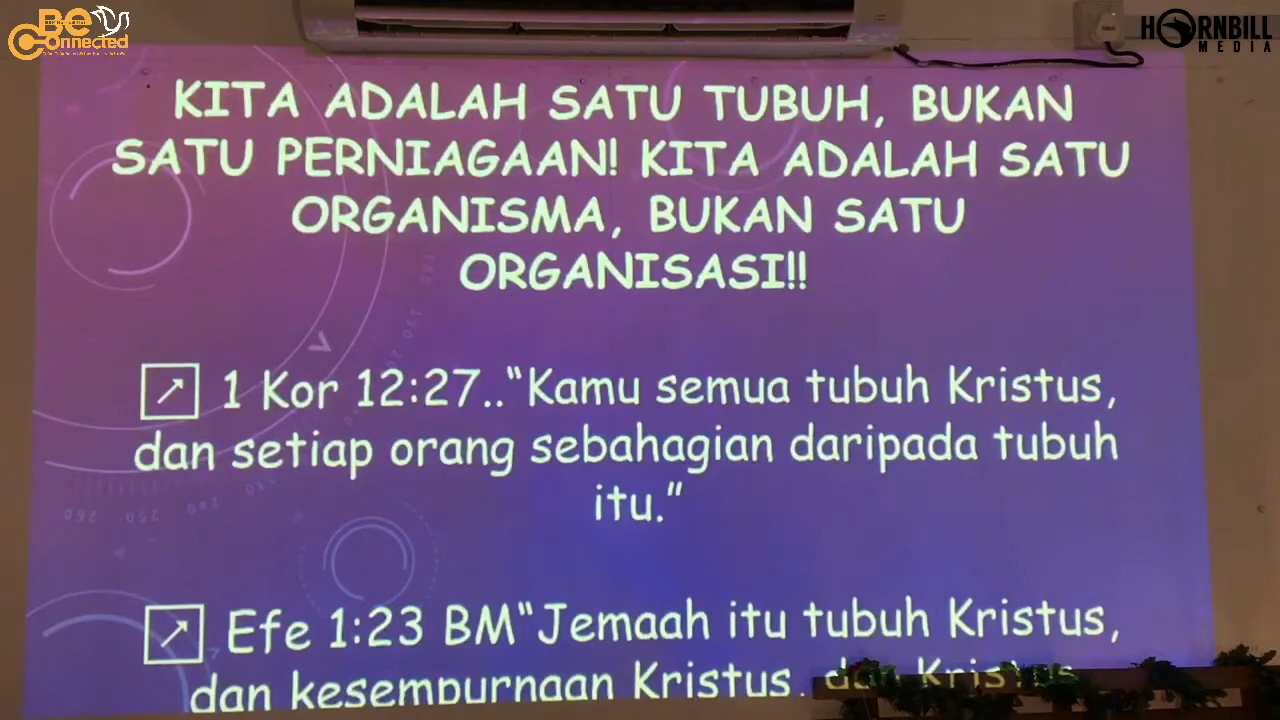 BE
Connected
HORNBILL
MEDIA
KITA ADALAH SATU TUBUH, BUKAN
SATU PERNIAGAAN! KITA ADALAH SATU
ORGANISMA, BUKAN SATU
ORGANISASI!!
1 Kor 12:27.."Kamu semua tubuh Kristus,
dan setiap orang sebahagian daripada tubuh
itu."
Efe 1:23 BM"Jemaah itu tubuh Kristus,
dan kesempurnaan Kristus, dan Kristus